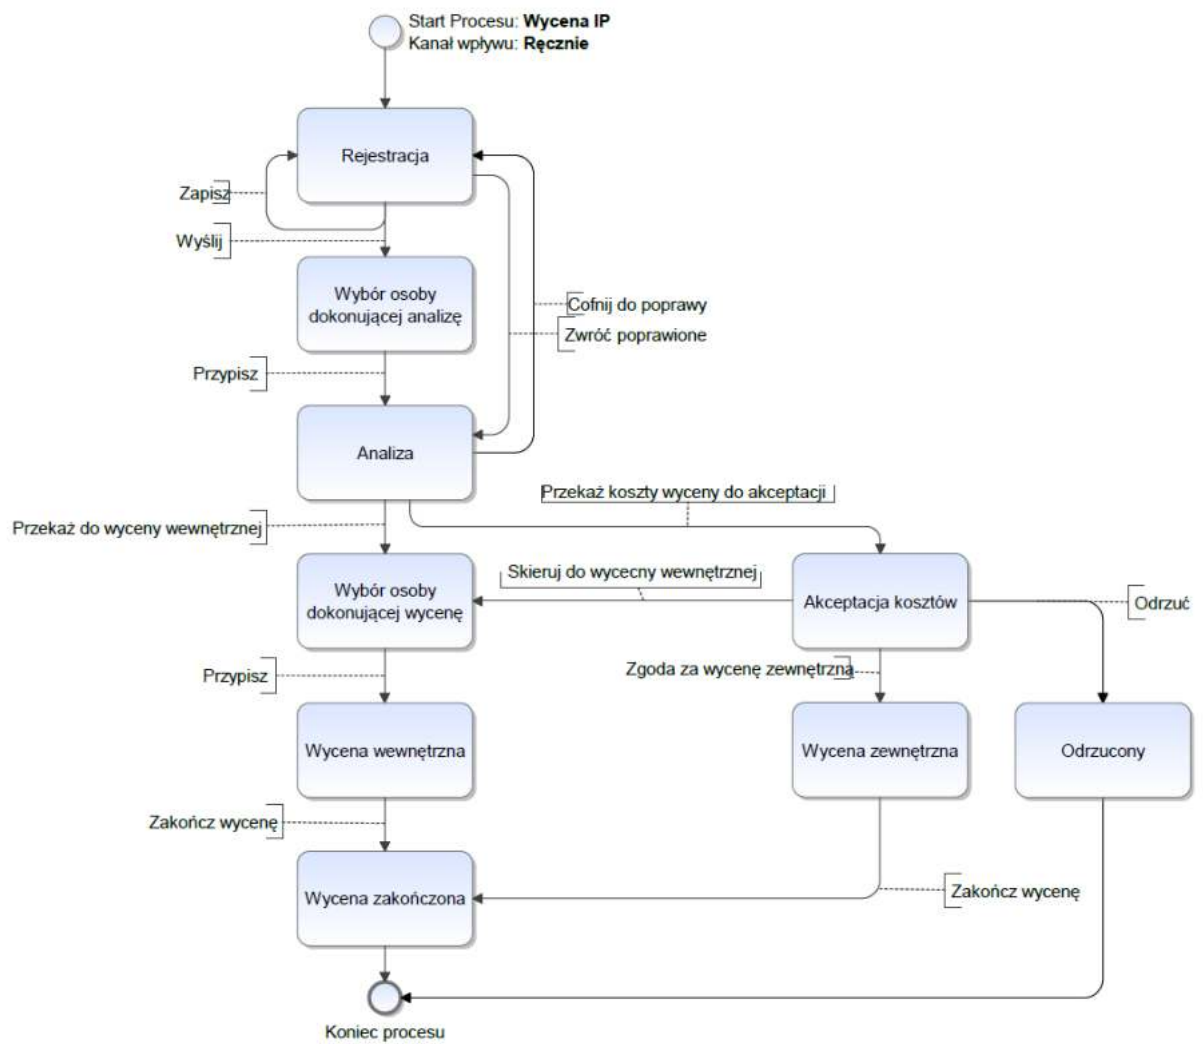 Start Procesu: Wycena IP
Kanał wpływu: Ręcznie
Rejestracja
Zapisz
Wyślij
Wybór osoby
dokonującej analizę
Cofnij do poprawy
Zwróć poprawione
Przypisz
Analiza
Przekaż koszty wyceny do akceptacji
Przekaż do wyceny wewnętrznej
Skieruj do wycecny wewnętrznej
Wybór osoby
dokonującej wycenę
Akceptacja kosztów
Odrzuć
Zgoda za wycenę zewnętrzną
Przypisz
Wycena wewnętrzna
Wycena zewnętrzna
Odrzucony
Zakończ wycenę
Wycena zakończona
Zakończ wycenę
Koniec procesu